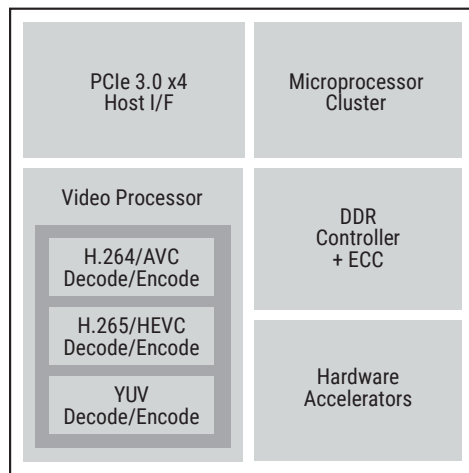 PCIe 3.0 x4
Host I/F
Microprocessor
Cluster
Video Processor
H.264/AVC
Decode/Encode
H.265/HEVC
Decode/Encode
YUV
Decode/Encode
DDR
Controller
+ ECC
Hardware
Accelerators